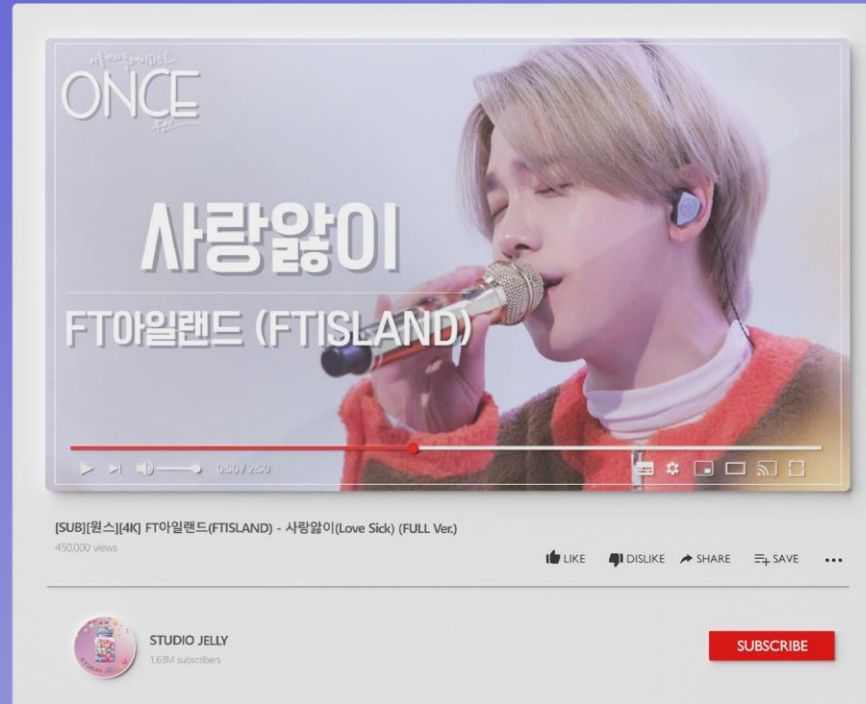 ONCE
사랑앓이
FT아일랜드 (FTISLAND)
0:50 / 2:50
[SUB][원스][4K] FT아일랜드(FTISLAND) - 사랑앓이(Love Sick) (FULL Ver.)
450,000 views
LIKE DISLIKE SHARE SAVE
STUDIO JELLY
1.63M subscribers
SUBSCRIBE
STUDIO JELLY